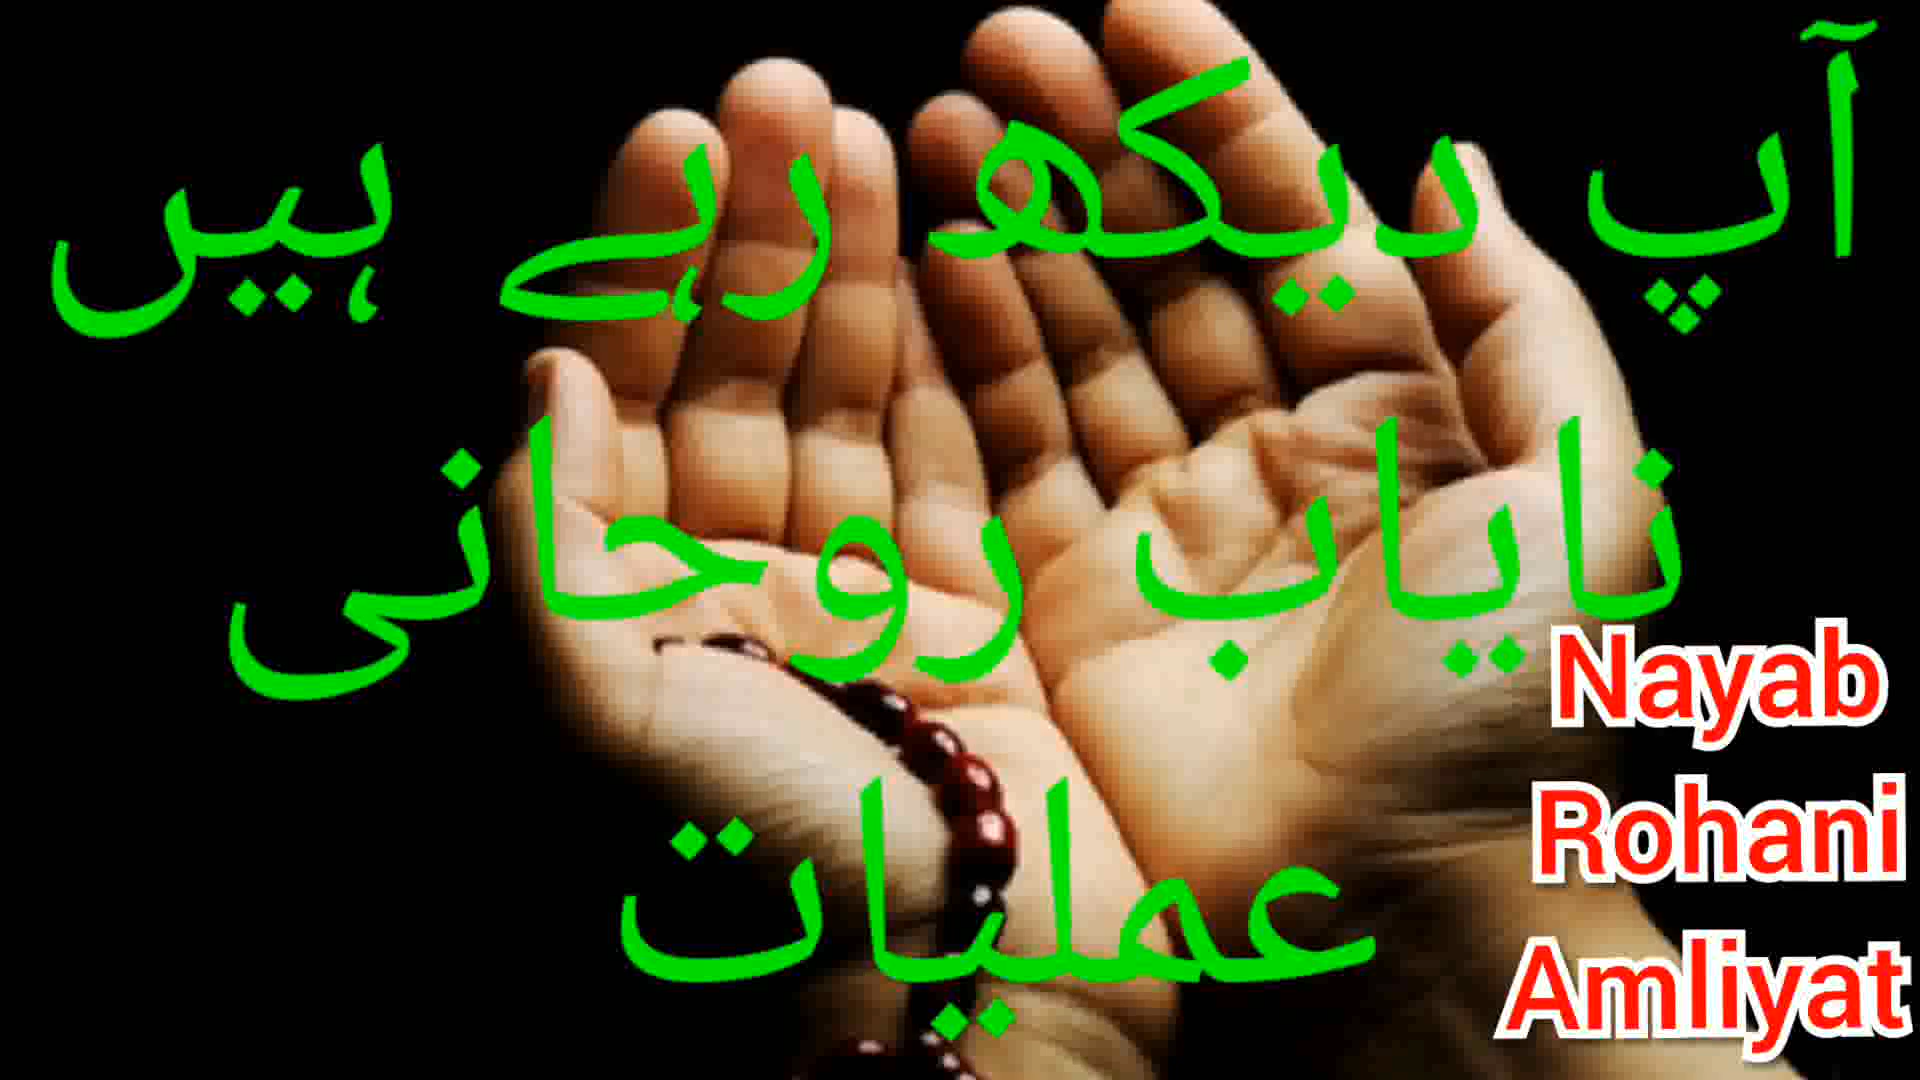 آپ دیکھ رہے ہیں
نایاب روحانی
عملیات
Nayab
Rohani
Amliyat